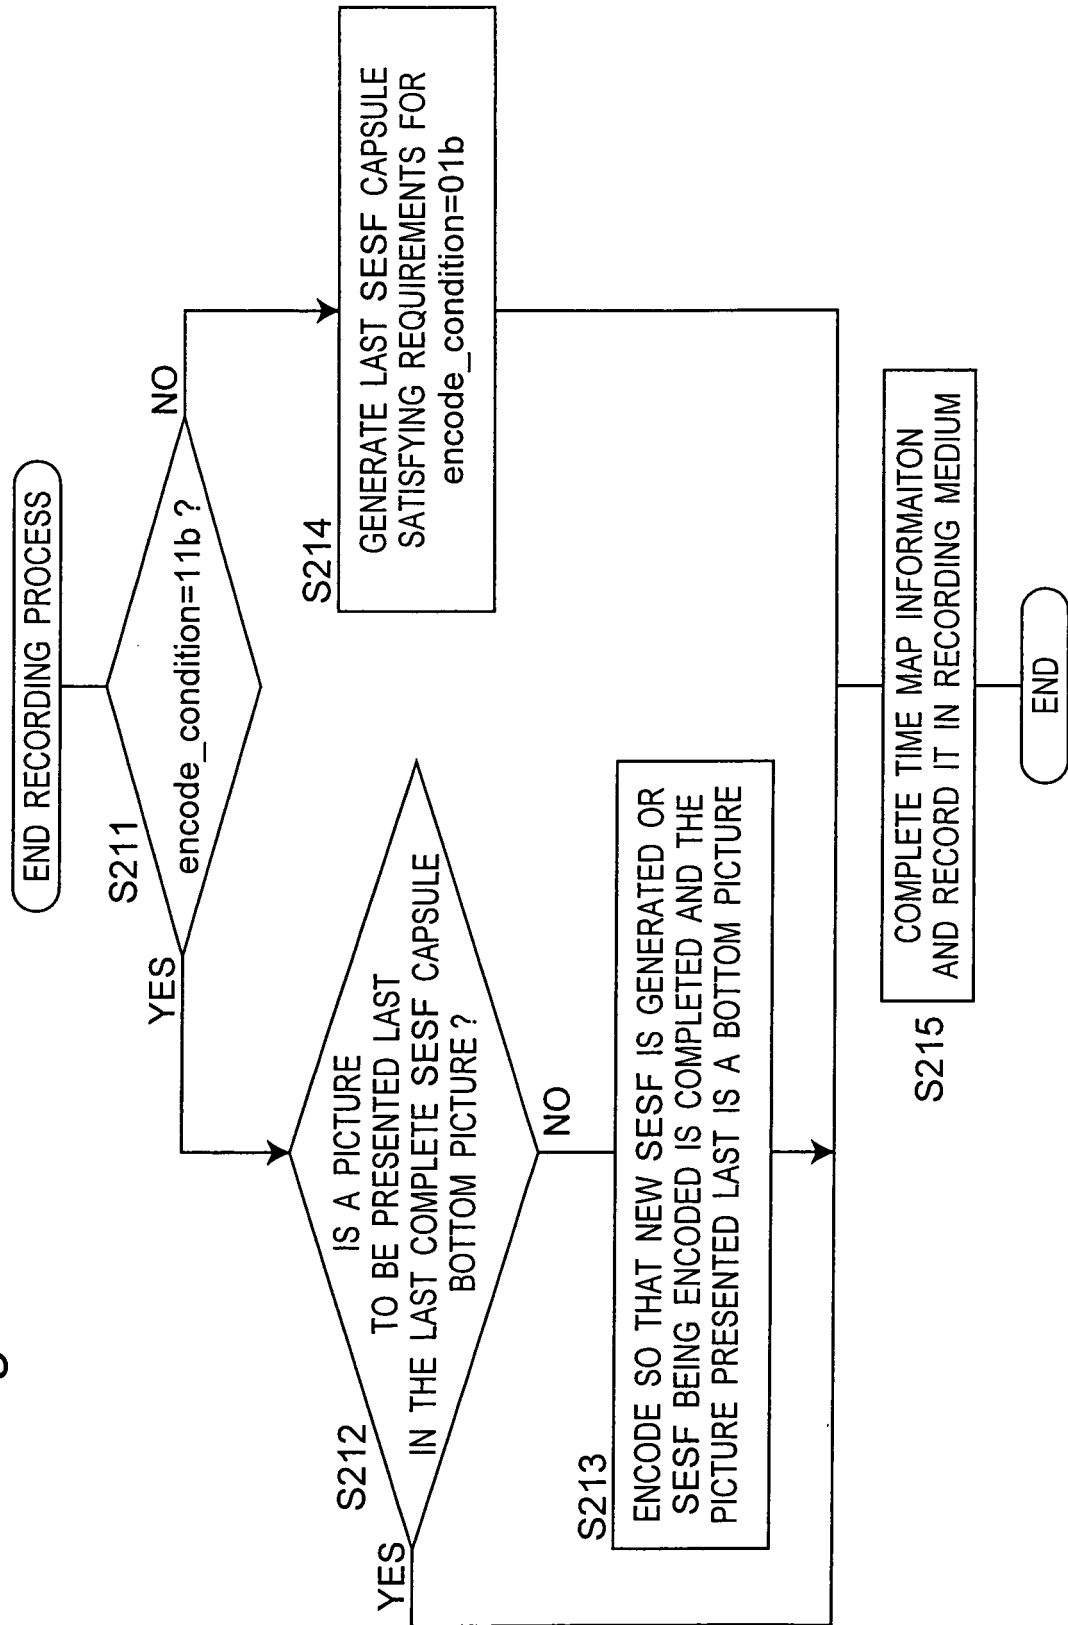 END RECORDING PROCESS
S211
encode_condition=11b ?
YES
NO
S212
IS A PICTURE
TO BE PRESENTED LAST
IN THE LAST COMPLETE SESF CAPSULE
BOTTOM PICTURE ?
YES
NO
S213
ENCODE SO THAT NEW SESF IS GENERATED OR
SESF BEING ENCODED IS COMPLETED AND THE
PICTURE PRESENTED LAST IS A BOTTOM PICTURE
S214
GENERATE LAST SESF CAPSULE
SATISFYING REQUIREMENTS FOR
encode_condition=01b
S215
COMPLETE TIME MAP INFORMAITON
AND RECORD IT IN RECORDING MEDIUM
END